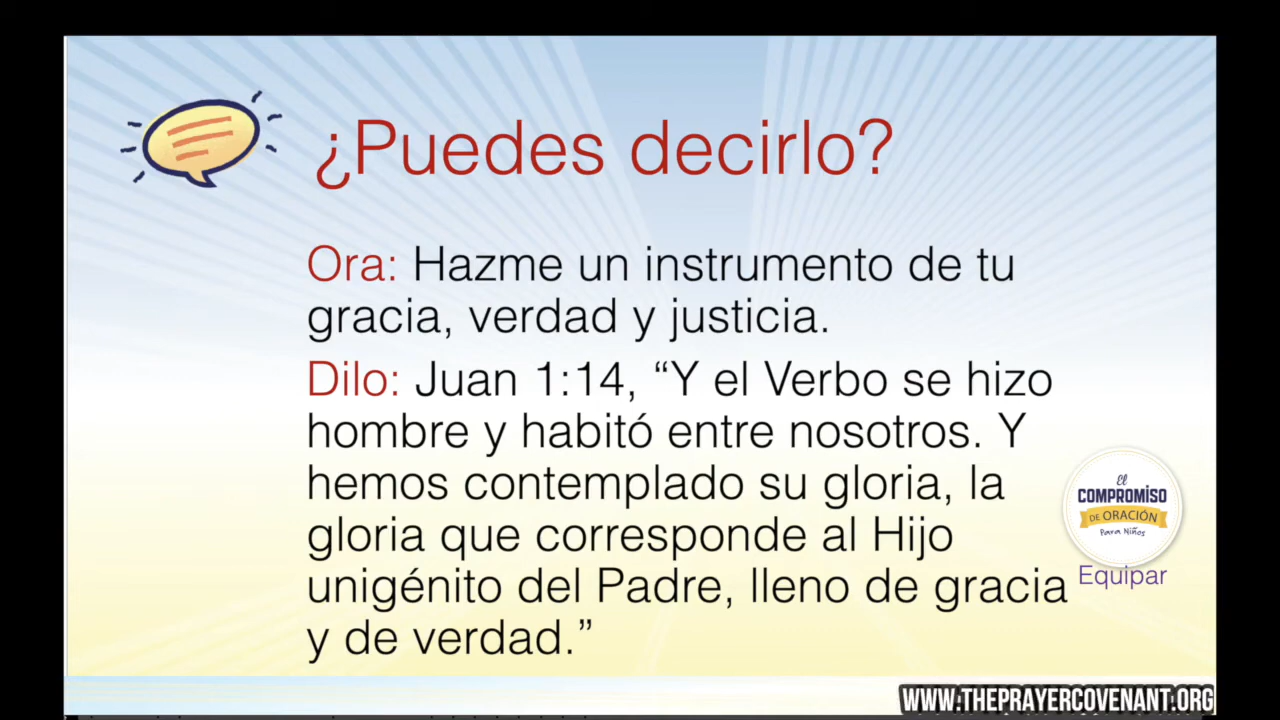 ¿Puedes decirlo?
Ora: Hazme un instrumento de tu
gracia, verdad y justicia.
Dilo: Juan 1:14, “Y el Verbo se hizo
hombre y habitó entre nosotros. Y
hemos contemplado su gloria, la
gloria que corresponde al Hijo
unigénito del Padre, lleno de gracia
y de verdad.”
El
COMPROMiSO
DE ORACIÓN
Para Niños
Equipar
WWW.THEPRAYERCOVENANT.ORG